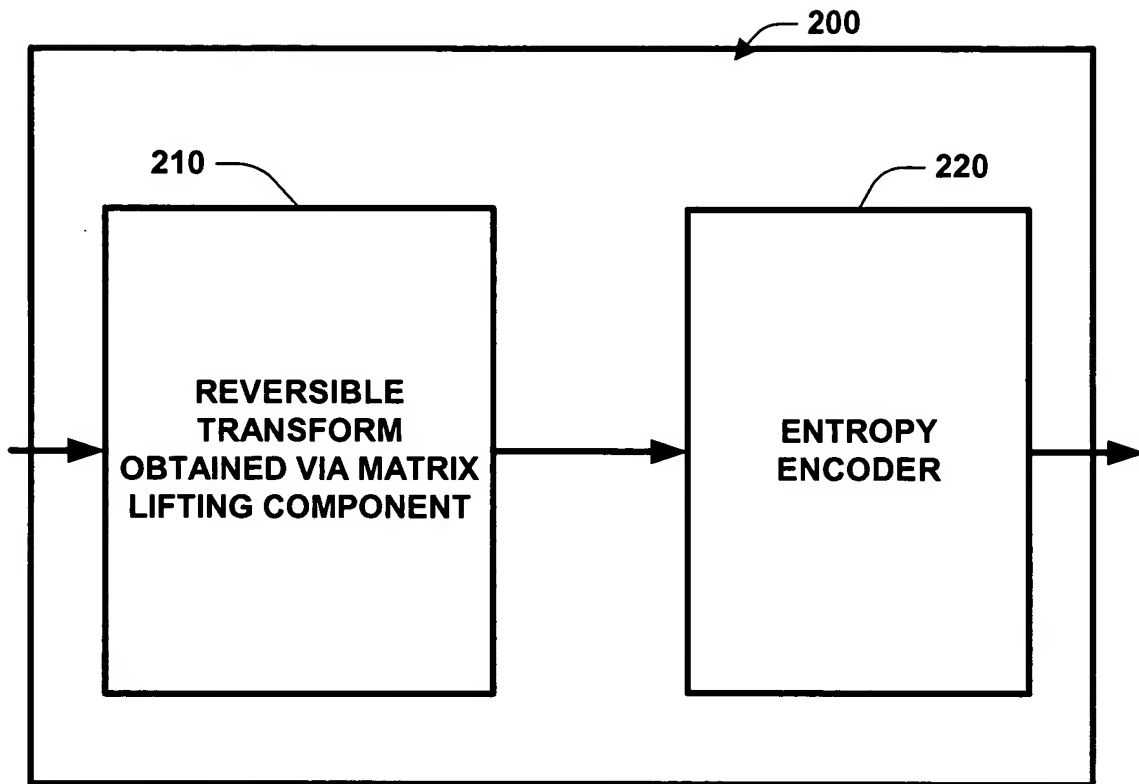 200
210
220
REVERSIBLE
TRANSFORM
OBTAINED VIA MATRIX
LIFTING COMPONENT
ENTROPY
ENCODER